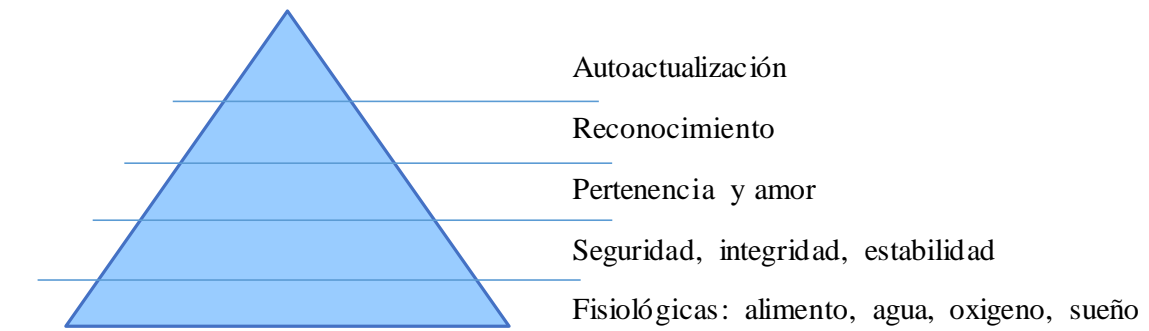 Autoactualización
Reconocimiento
Pertenencia y amor
Seguridad, integridad, estabilidad
Fisiológicas: alimento, agua, oxigeno, sueño